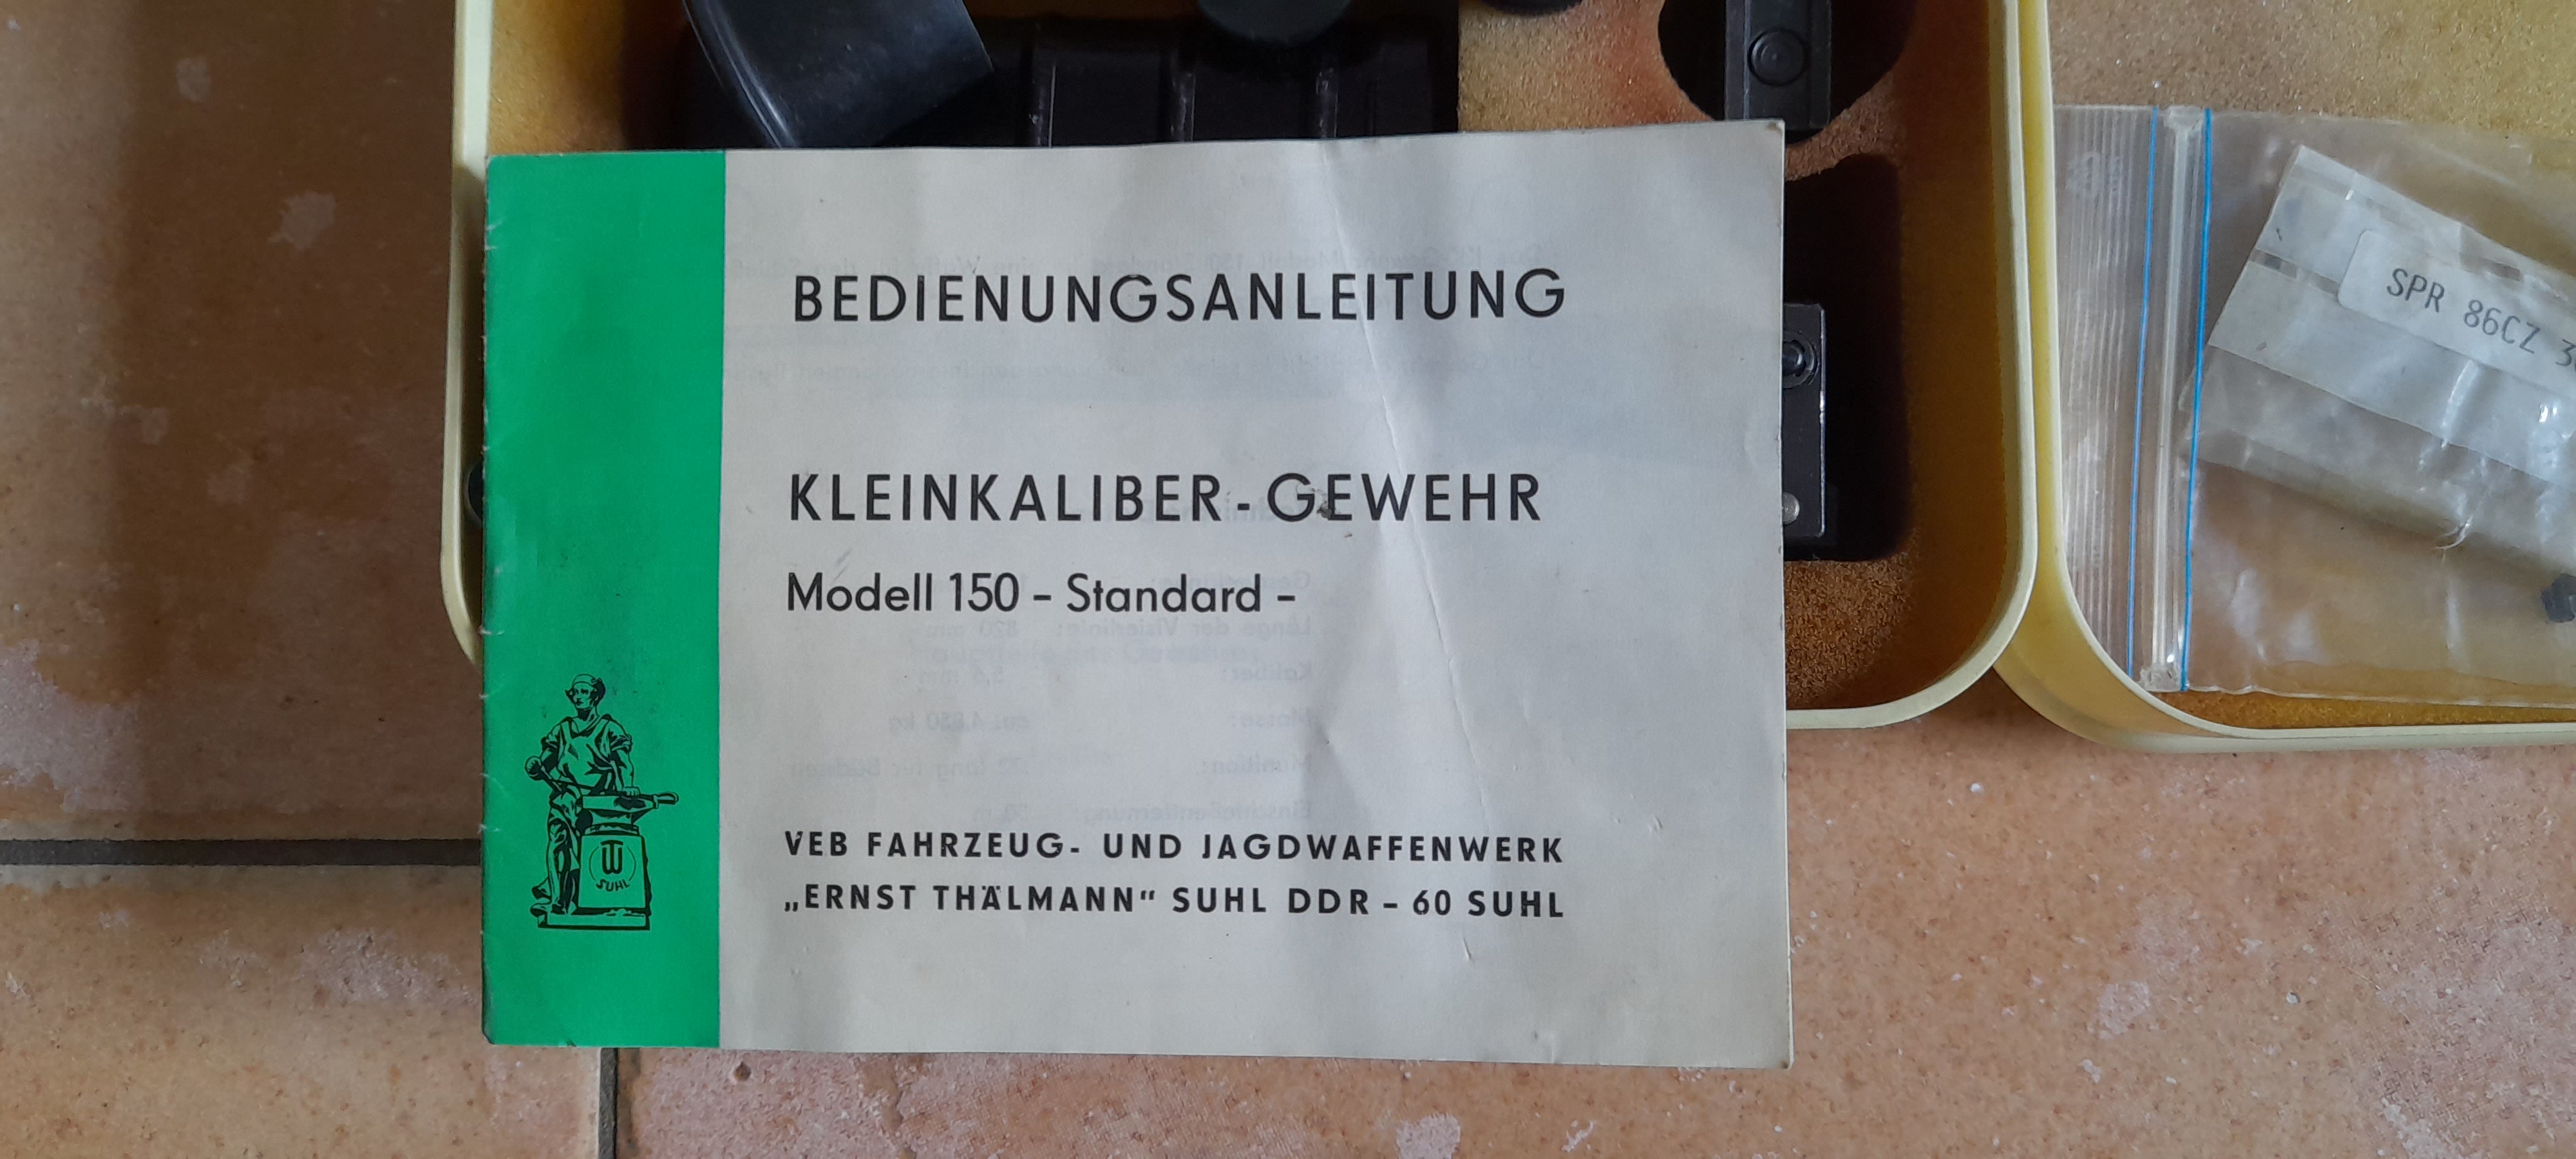 BEDIENUNGSANLEITUNG
KLEINKALIBER - GEWEHR
Modell 150 – Standard –
VEB FAHRZEUG- UND JAGDWAFFENWERK
„ERNST THÄLMANN“ SUHL DDR – 60 SUHL
SUHL
SPR 86CZ